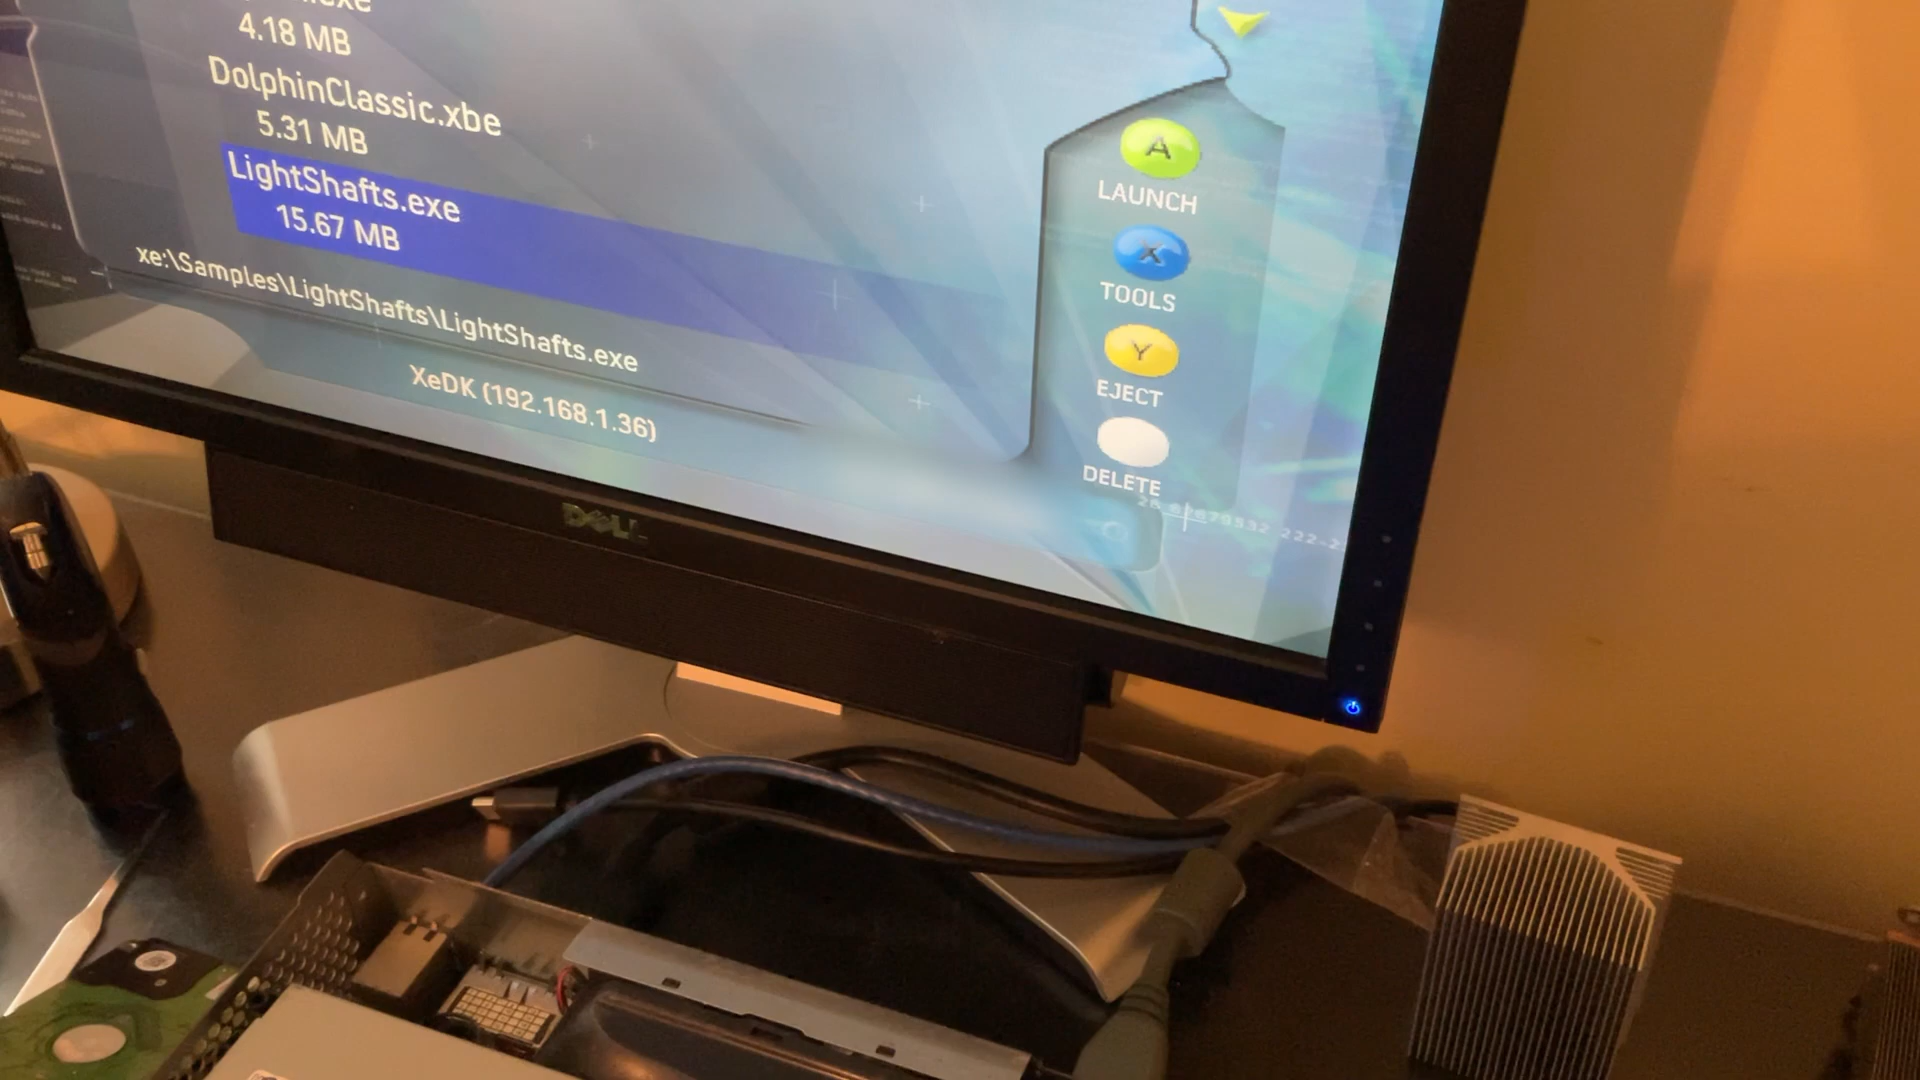 4.18 MB
DolphinClassic.xbe
5.31 MB
LightShafts.exe
15.67 MB
xe:\Samples\LightShafts\LightShafts.exe
XeDK (192.168.1.36)
A
LAUNCH
X
TOOLS
Y
EJECT
DELETE
DELL